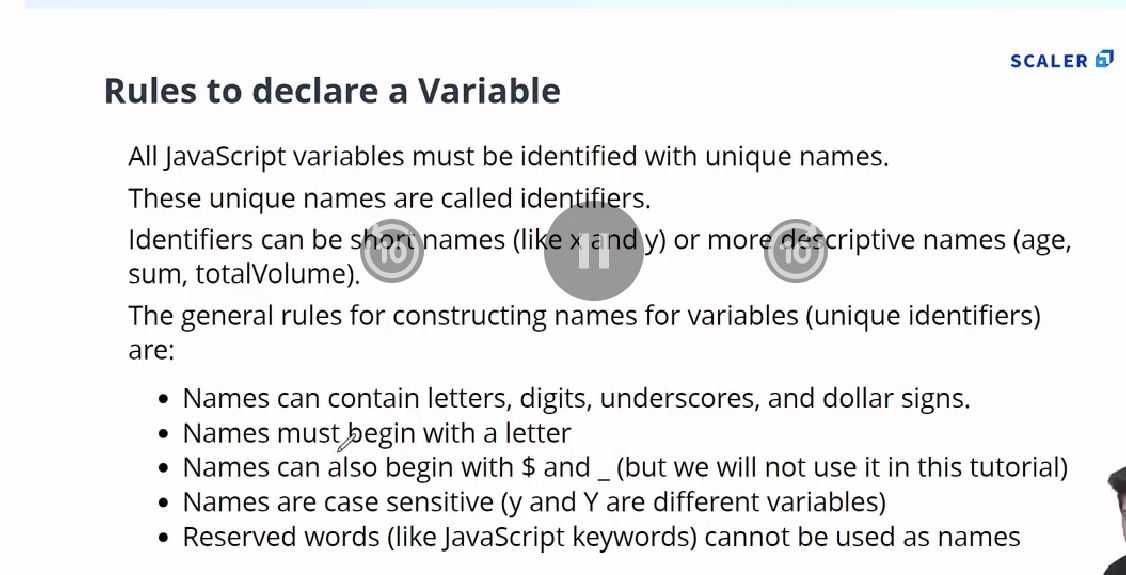 SCALER
Rules to declare a Variable
All JavaScript variables must be identified with unique names.
These unique names are called identifiers.
Identifiers can be short names (like x and y) or more descriptive names (age,
sum, totalVolume).
The general rules for constructing names for variables (unique identifiers)
are:
• Names can contain letters, digits, underscores, and dollar signs.
• Names must begin with a letter
• Names can also begin with $ and _ (but we will not use it in this tutorial)
• Names are case sensitive (y and Y are different variables)
• Reserved words (like JavaScript keywords) cannot be used as names
10
10